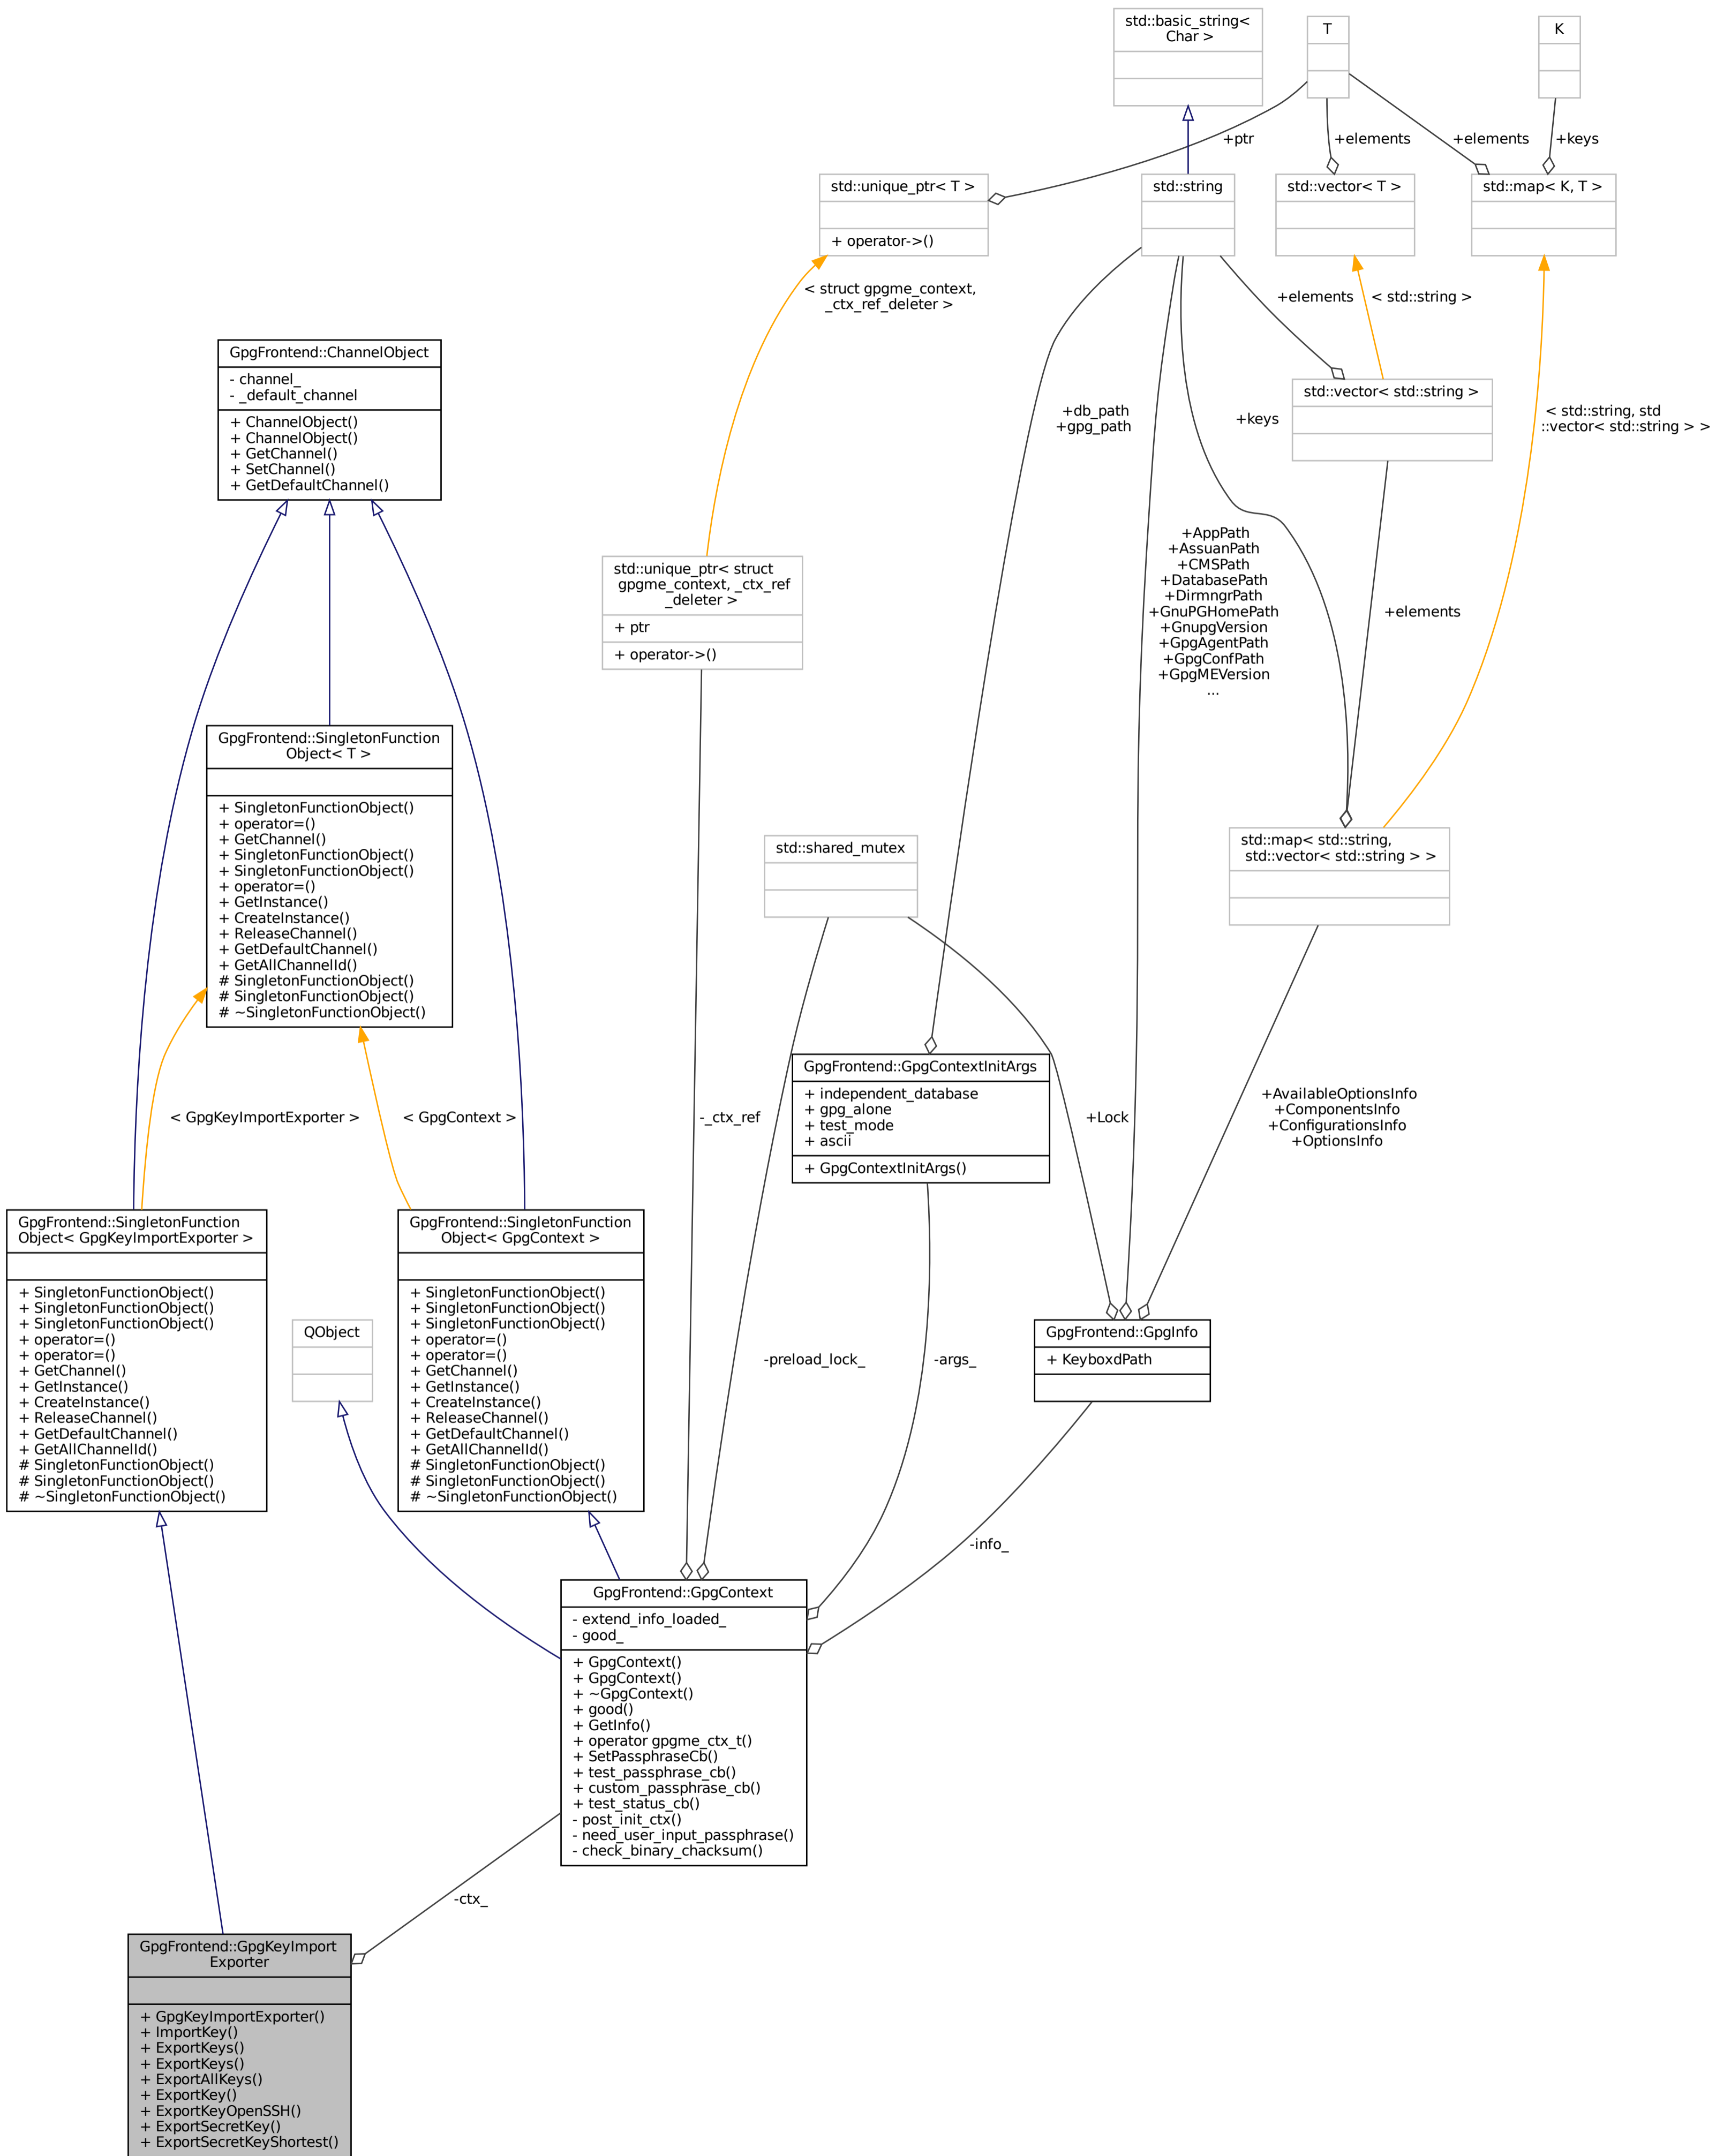 std::basic_string<
Char >
T
K
+ptr
+elements
+elements
+keys
std::unique_ptr< T >
+ operator->()
std::string
std::vector< T >
std::map< K, T >
< struct gpgme_context,
_ctx_ref_deleter >
+elements
< std::string >
GpgFrontend::ChannelObject
- channel_
- _default_channel
+ ChannelObject()
+ ChannelObject()
+ GetChannel()
+ SetChannel()
+ GetDefaultChannel()
std::vector< std::string >
+db_path
+gpg_path
+keys
< std::string, std
::vector< std::string > >
std::unique_ptr< struct
gpgme_context, _ctx_ref
_deleter >
+ ptr
+ operator->()
+AppPath
+AssuanPath
+CMSPath
+DatabasePath
+DirmngrPath
+GnuPGHomePath
+GnupgVersion
+GpgAgentPath
+GpgConfPath
+GpgMEVersion
...
+elements
GpgFrontend::SingletonFunction
Object< T >
+ SingletonFunctionObject()
+ operator=()
+ GetChannel()
+ SingletonFunctionObject()
+ SingletonFunctionObject()
+ operator=()
+ GetInstance()
+ CreateInstance()
+ ReleaseChannel()
+ GetDefaultChannel()
+ GetAllChannelId()
# SingletonFunctionObject()
# SingletonFunctionObject()
# ~SingletonFunctionObject()
std::shared_mutex
std::map< std::string,
std::vector< std::string > >
GpgFrontend::GpgContextInitArgs
+ independent_database
+ gpg_alone
+ test_mode
+ ascii
+ GpgContextInitArgs()
< GpgKeyImportExporter >
< GpgContext >
-_ctx_ref
+Lock
+AvailableOptionsInfo
+ComponentsInfo
+ConfigurationsInfo
+OptionsInfo
GpgFrontend::SingletonFunction
Object< GpgKeyImportExporter >
+ SingletonFunctionObject()
+ SingletonFunctionObject()
+ SingletonFunctionObject()
+ operator=()
+ operator=()
+ GetChannel()
+ GetInstance()
+ CreateInstance()
+ ReleaseChannel()
+ GetDefaultChannel()
+ GetAllChannelId()
# SingletonFunctionObject()
# SingletonFunctionObject()
# ~SingletonFunctionObject()
QObject
GpgFrontend::SingletonFunction
Object< GpgContext >
+ SingletonFunctionObject()
+ SingletonFunctionObject()
+ SingletonFunctionObject()
+ operator=()
+ operator=()
+ GetChannel()
+ GetInstance()
+ CreateInstance()
+ ReleaseChannel()
+ GetDefaultChannel()
+ GetAllChannelId()
# SingletonFunctionObject()
# SingletonFunctionObject()
# ~SingletonFunctionObject()
-preload_lock_
-args_
GpgFrontend::GpgInfo
+ KeyboxdPath
-info_
GpgFrontend::GpgContext
- extend_info_loaded_
- good_
+ GpgContext()
+ GpgContext()
+ ~GpgContext()
+ good()
+ GetInfo()
+ operator gpgme_ctx_t()
+ SetPassphraseCb()
+ test_passphrase_cb()
+ custom_passphrase_cb()
+ test_status_cb()
- post_init_ctx()
- need_user_input_passphrase()
- check_binary_chacksum()
-ctx_
GpgFrontend::GpgKeyImport
Exporter
+ GpgKeyImportExporter()
+ ImportKey()
+ ExportKeys()
+ ExportKeys()
+ ExportAllKeys()
+ ExportKey()
+ ExportKeyOpenSSH()
+ ExportSecretKey()
+ ExportSecretKeyShortest()